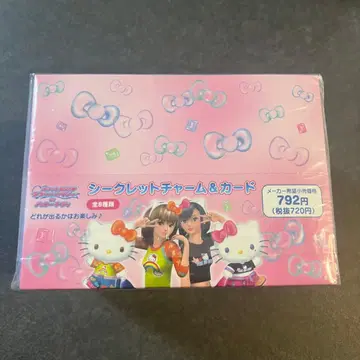 シークレットチャーム&カード
全8種類
どれが出るかはお楽しみ♪
メーカー希望小売価格
792円
(税抜720円)